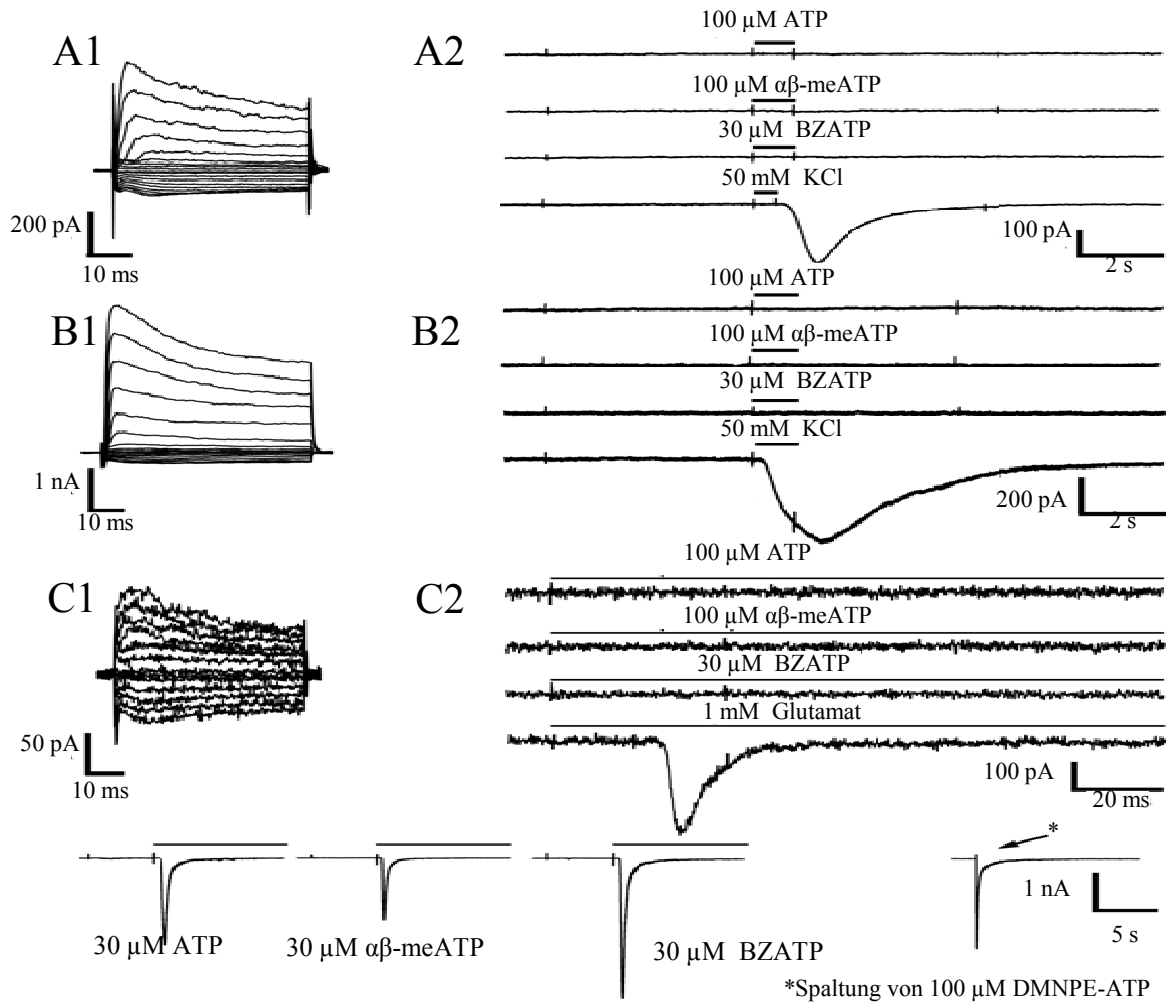 A1
200 pA
10 ms
A2
100 µM ATP
100 µM αβ-meATP
30 µM BZATP
50 mM KCl
100 pA
2 s
B1
1 nA
10 ms
B2
100 µM ATP
100 µM αβ-meATP
30 µM BZATP
50 mM KCl
200 pA
2 s
C1
50 pA
10 ms
C2
100 µM ATP
100 µM αβ-meATP
30 µM BZATP
1 mM Glutamat
100 pA
20 ms
30 µM ATP
30 µM αβ-meATP
30 µM BZATP
*
1 nA
5 s
*Spaltung von 100 µM DMNPE-ATP